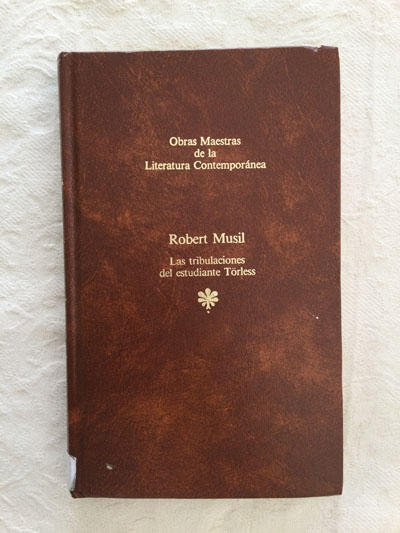 Obras Maestras
de la
Literatura Contemporánea
Robert Musil
Las tribulaciones
del estudiante Törless